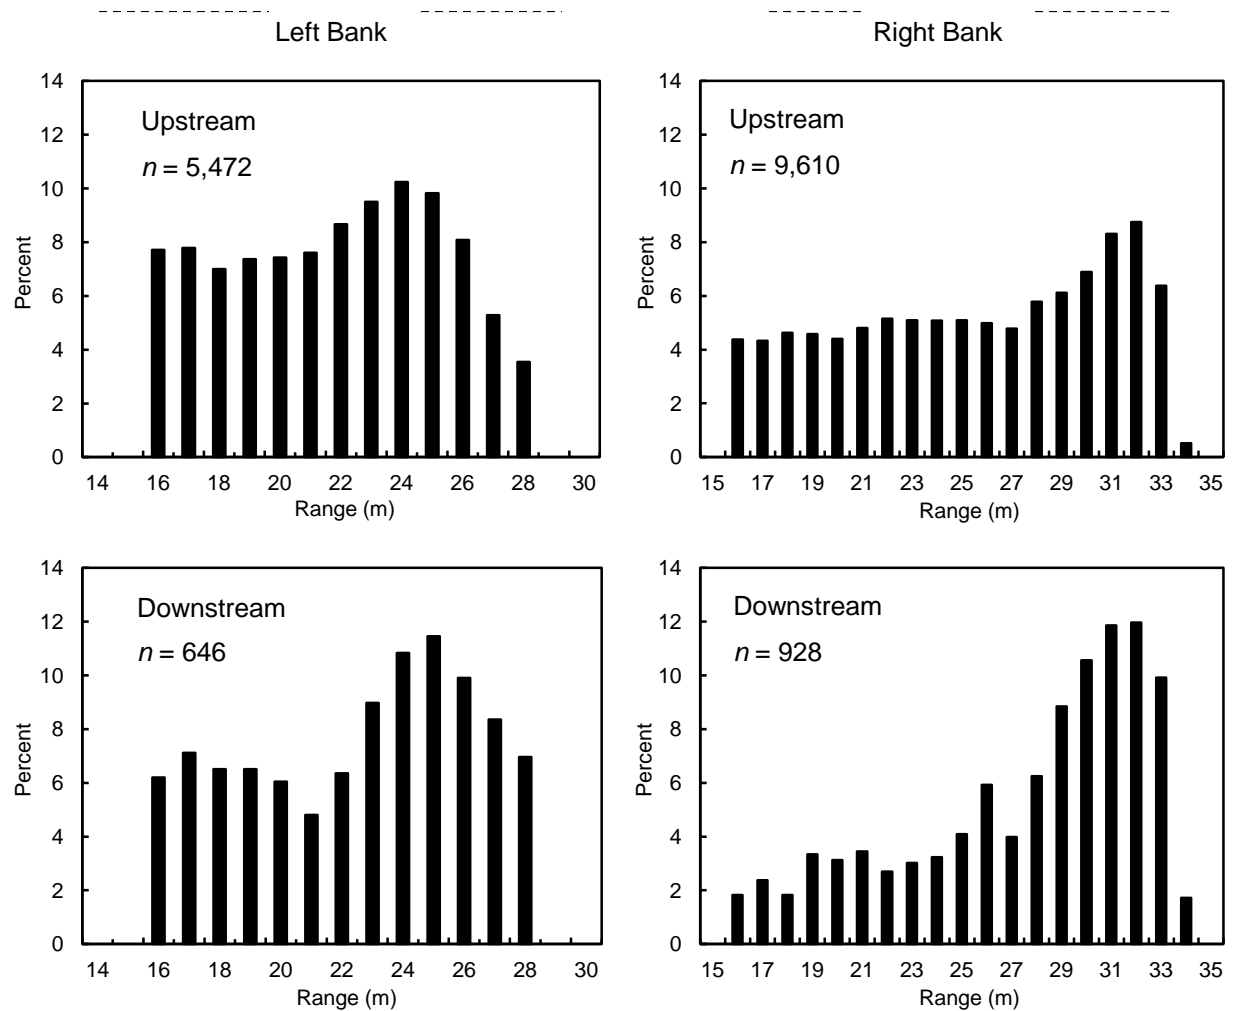 Left Bank
Right Bank
14
12
10
8
6
4
2
0
Percent
Upstream
n = 5,472
14 16 18 20 22 24 26 28 30
Range (m)
14
12
10
8
6
4
2
0
Percent
Upstream
n = 9,610
15 17 19 21 23 25 27 29 31 33 35
Range (m)
14
12
10
8
6
4
2
0
Percent
Downstream
n = 646
14 16 18 20 22 24 26 28 30
Range (m)
14
12
10
8
6
4
2
0
Percent
Downstream
n = 928
15 17 19 21 23 25 27 29 31 33 35
Range (m)